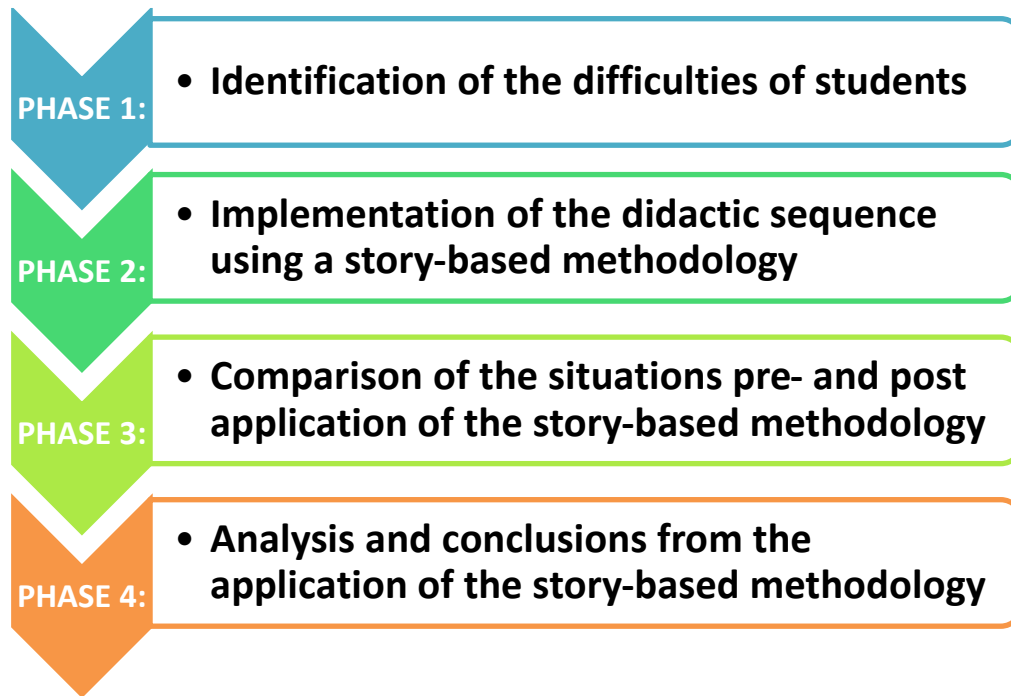 PHASE 1:
• Identification of the difficulties of students
PHASE 2:
• Implementation of the didactic sequence
using a story-based methodology
PHASE 3:
• Comparison of the situations pre- and post
application of the story-based methodology
PHASE 4:
• Analysis and conclusions from the
application of the story-based methodology